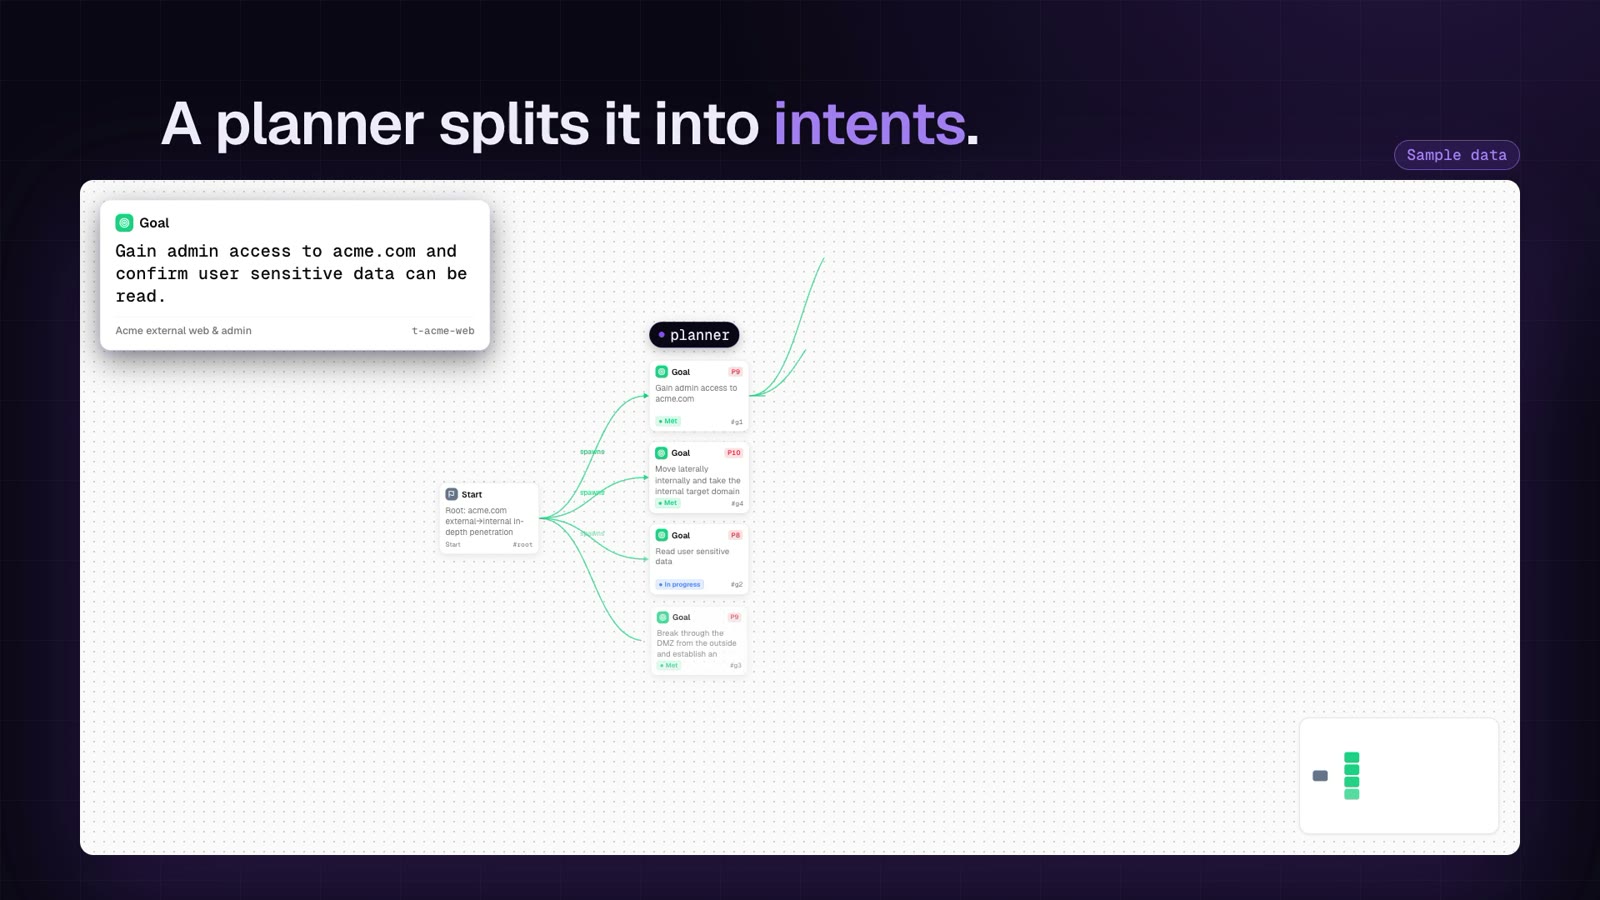 A planner splits it into intents.
Sample data
Goal
Gain admin access to acme.com and
confirm user sensitive data can be
read.
Acme external web & admin
t-acme-web
planner
Goal
P9
Gain admin access to
acme.com
Met
#g1
spawns
Goal
P10
Move laterally
internally and take the
internal target domain
Met
#g4
spawns
Start
Root: acme.com
external→internal in-
depth penetration
Start
#root
spawns
Goal
P8
Read user sensitive
data
In progress
#g2
Goal
P9
Break through the
DMZ from the outside
and establish an
Met
#g3